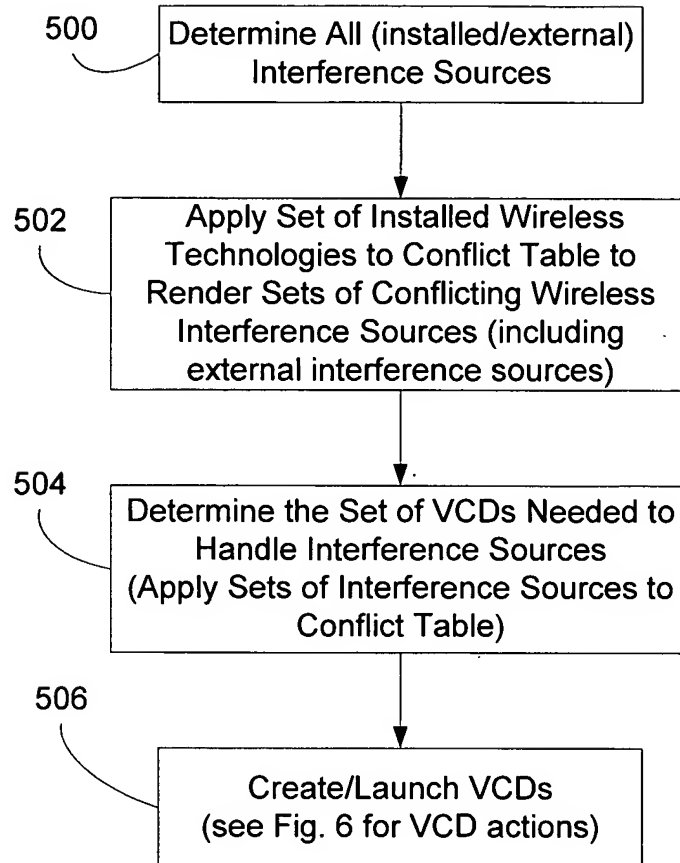 500
Determine All (installed/external)
Interference Sources
502
Apply Set of Installed Wireless
Technologies to Conflict Table to
Render Sets of Conflicting Wireless
Interference Sources (including
external interference sources)
504
Determine the Set of VCDs Needed to
Handle Interference Sources
(Apply Sets of Interference Sources to
Conflict Table)
506
Create/Launch VCDs
(see Fig. 6 for VCD actions)